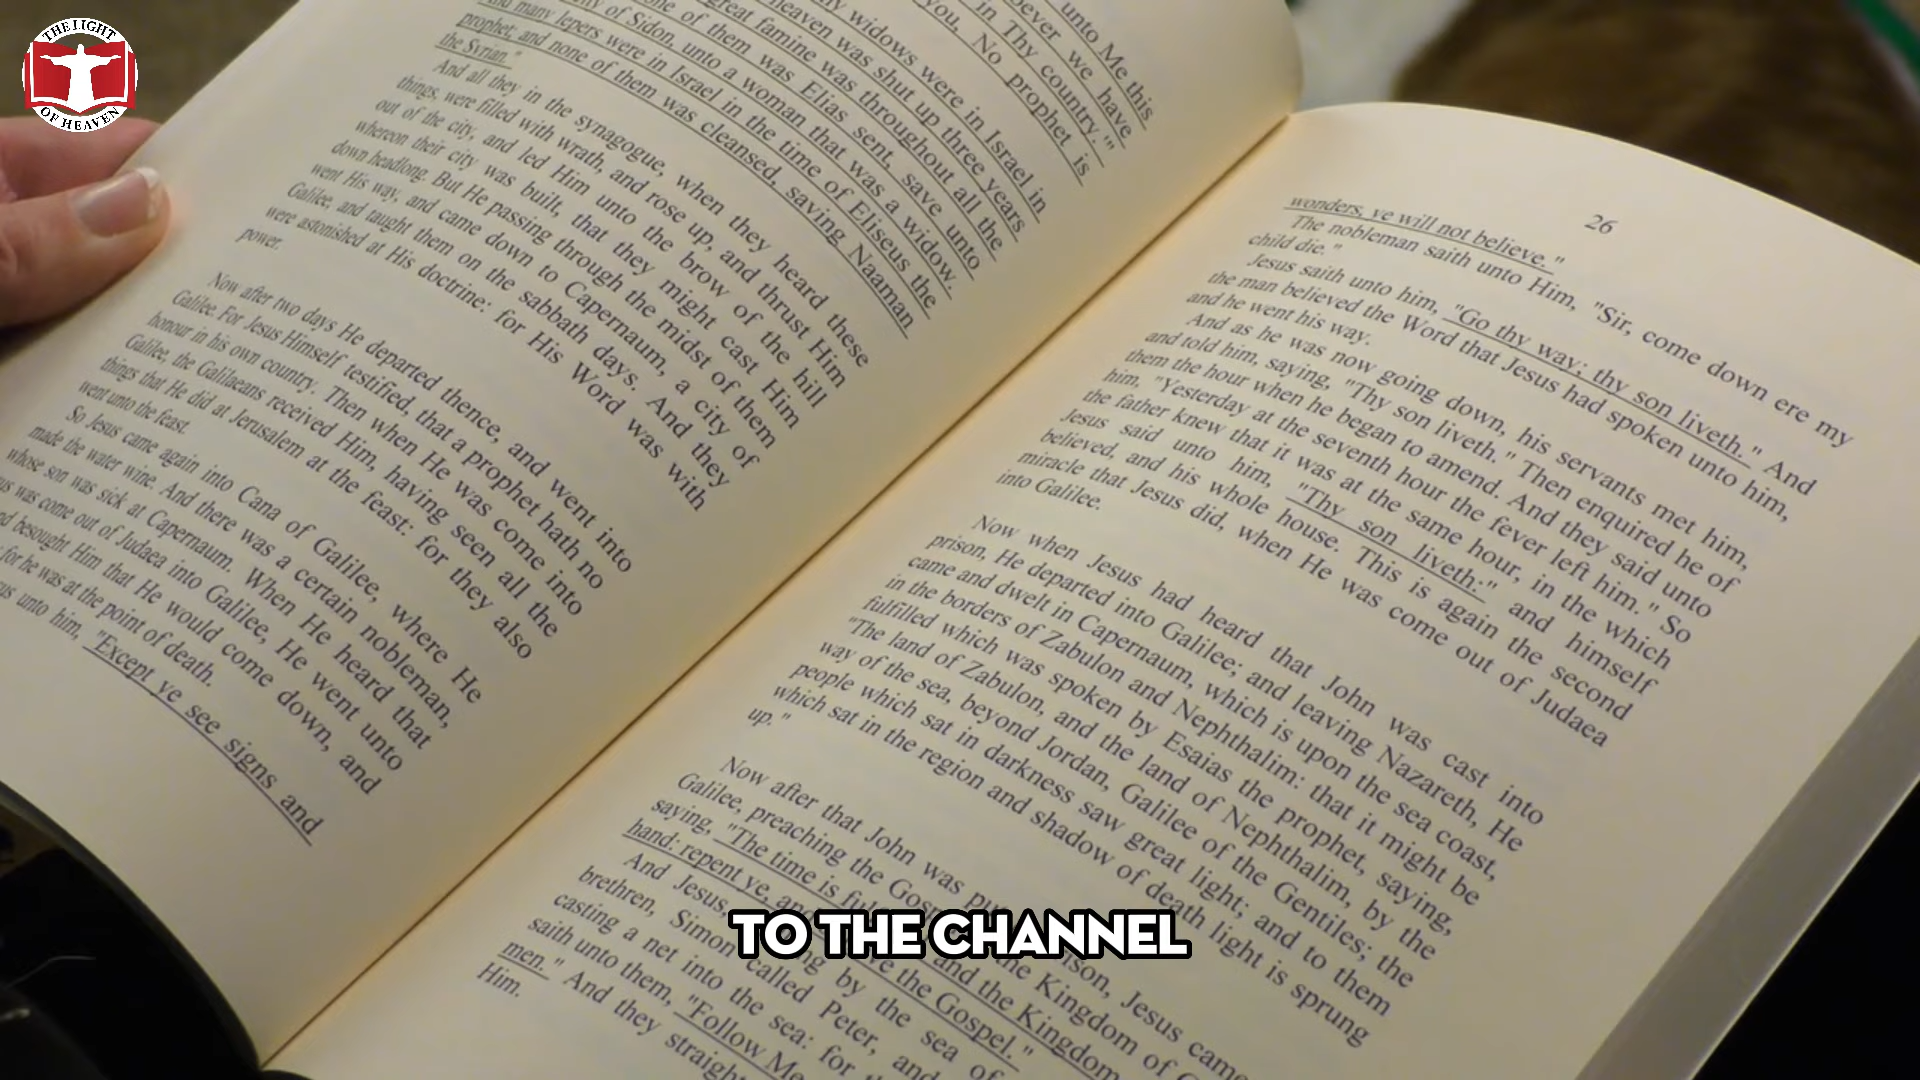 THE LIGHT
OF HEAVEN
unto Me this
we have
in Thy country."
you, No prophet is
widows were in Israel in
heaven was shut up three years
great famine was throughout all the
one of them was Elias sent, save unto
of Sidon, unto a woman that was a widow.
and many lepers were in Israel in the time of Eliseus the
prophet; and none of them was cleansed, saving Naaman
the Syrian."
And all they in the synagogue, when they heard these
things, were filled with wrath, and rose up, and thrust Him
out of the city, and led Him unto the brow of the hill
whereon their city was built, that they might cast Him
down headlong. But He passing through the midst of them
went His way, and came down to Capernaum, a city of
Galilee, and taught them on the sabbath days. And they
were astonished at His doctrine: for His Word was with
power.
Now after two days He departed thence, and went into
Galilee. For Jesus Himself testified, that a prophet hath no
honour in his own country. Then when He was come into
Galilee, the Galilaeans received Him, having seen all the
things that He did at Jerusalem at the feast: for they also
went unto the feast.
So Jesus came again into Cana of Galilee, where He
made the water wine. And there was a certain nobleman,
whose son was sick at Capernaum. When He heard that
was come out of Judaea into Galilee, He went unto
besought Him that He would come down, and
for he was at the point of death.
unto him, "Except ye see signs and
26
wonders, ye will not believe."
The nobleman saith unto Him, "Sir, come down ere my
child die."
Jesus saith unto him, "Go thy way; thy son liveth." And
the man believed the Word that Jesus had spoken unto him,
and he went his way.
And as he was now going down, his servants met him,
and told him, saying, "Thy son liveth." Then enquired he of
them the hour when he began to amend. And they said unto
him, "Yesterday at the seventh hour the fever left him." So
the father knew that it was at the same hour, in the which
Jesus said unto him, "Thy son liveth:" and himself
believed, and his whole house. This is again the second
miracle that Jesus did, when He was come out of Judaea
into Galilee.
Now when Jesus had heard that John was cast into
prison, He departed into Galilee; and leaving Nazareth, He
came and dwelt in Capernaum, which is upon the sea coast,
in the borders of Zabulon and Nephthalim: that it might be
fulfilled which was spoken by Esaias the prophet, saying,
"The land of Zabulon, and the land of Nephthalim, by the
way of the sea, beyond Jordan, Galilee of the Gentiles; the
people which sat in darkness saw great light; and to them
which sat in the region and shadow of death light is sprung
up."
Now after that John was put prison, Jesus came
Galilee, preaching the the Kingdom of
saying, "The time is and the Kingdom
hand: repent ye, and the Gospel."
And Jesus, by the sea of
brethren, Simon called Peter, and
casting a net into the sea: for
saith unto them, "Follow Me
men." And they
Him.
TO THE CHANNEL